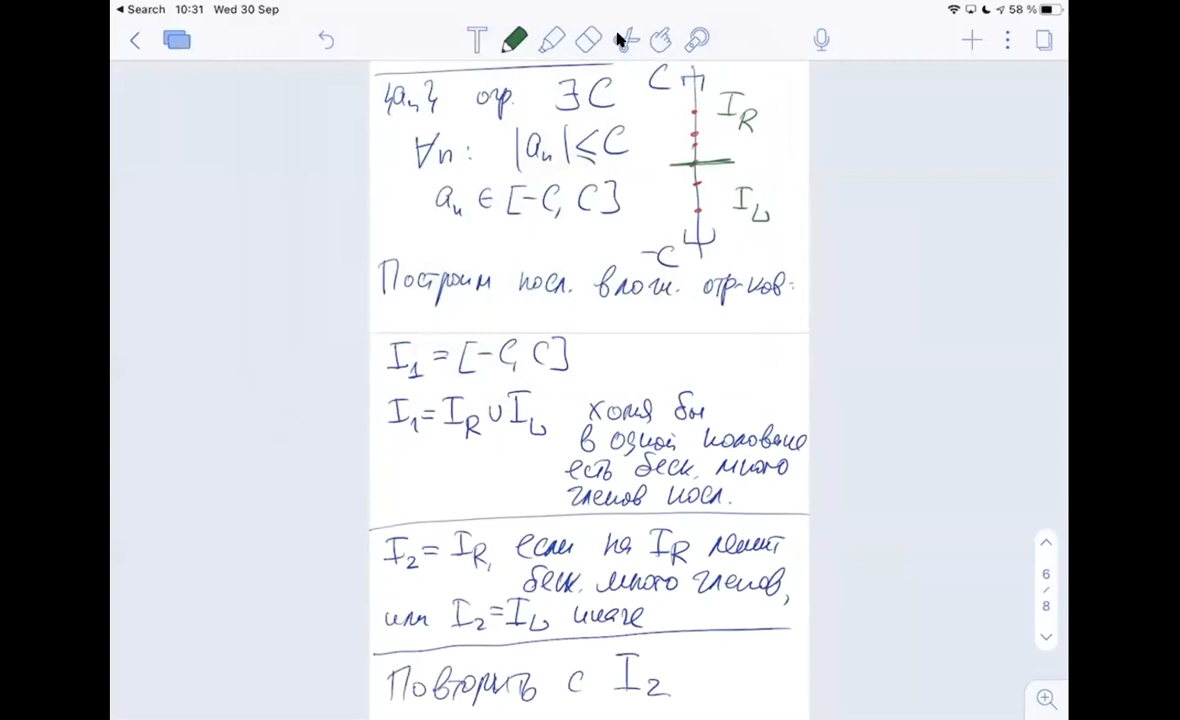 Search 10:31 Wed 30 Sep 58 %
{aₙ} огр. ∃C
∀n: |aₙ|≤C
aₙ ∈ [-C, C]
C
I_R
I_L
-C
Построим посл. влож. отр-ков:
I₁ = [-C, C]
I₁ = I_R ∪ I_L хотя бы
в одной половине
есть беск. много
членов посл.
I₂ = I_R, если на I_R лежит
беск. много членов,
или I₂ = I_L иначе
Повторить с I₂
6
/
8